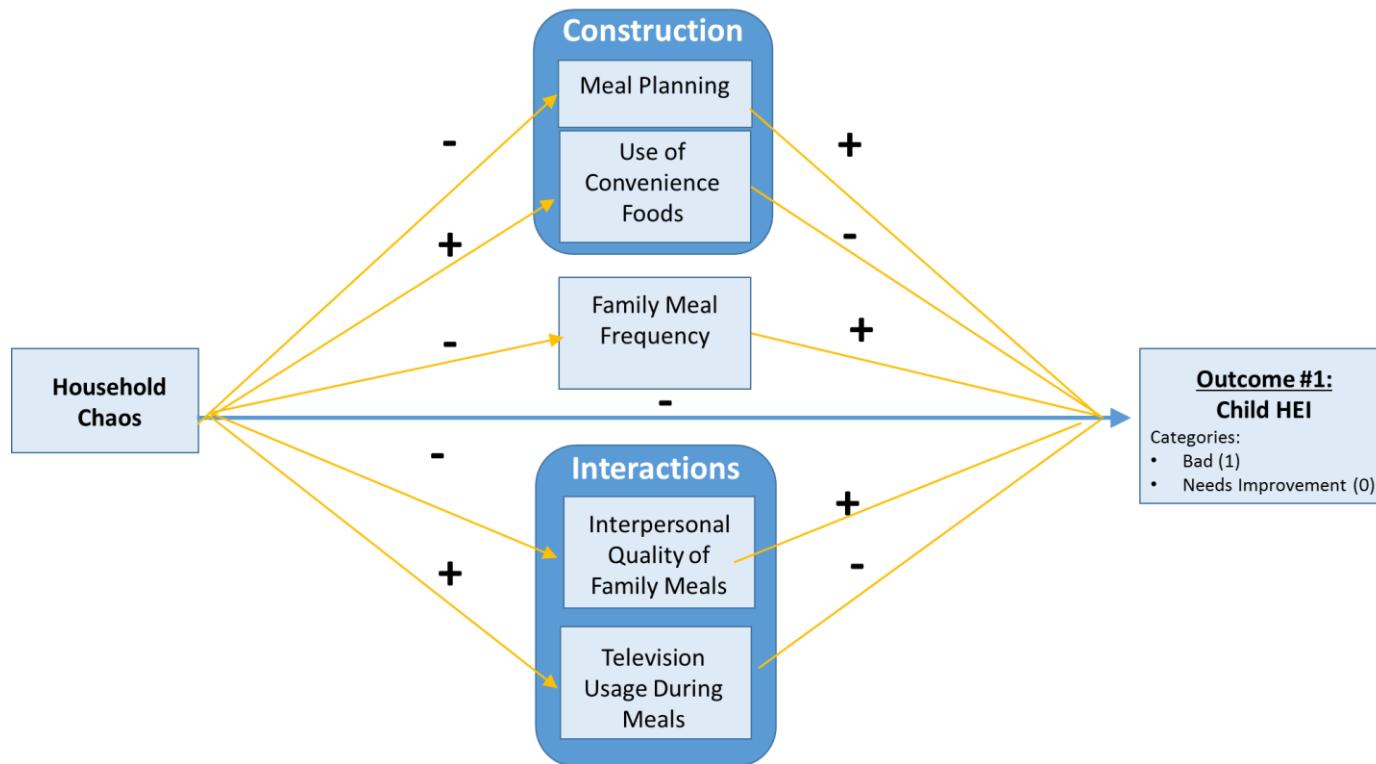 Construction
Meal Planning
-
+
Use of
Convenience
Foods
+
-
Family Meal
Frequency
-
+
Household
Chaos
-
Outcome #1:
Child HEI
Categories:
• Bad (1)
• Needs Improvement (0)
Interactions
-
+
Interpersonal
Quality of
Family Meals
+
-
Television
Usage During
Meals